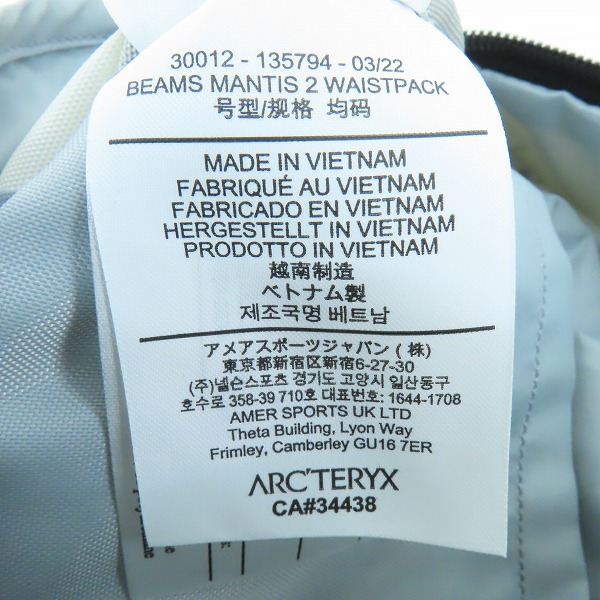 30012 - 135794 - 03/22
BEAMS MANTIS 2 WAISTPACK
号型/规格 均码
MADE IN VIETNAM
FABRIQUÉ AU VIETNAM
FABRICADO EN VIETNAM
HERGESTELLT IN VIETNAM
PRODOTTO IN VIETNAM
越南制造
ベトナム製
제조국명 베트남
アメアスポーツジャパン (株)
東京都新宿区新宿6-27-30
(주)넬슨스포츠 경기도 고양시 일산동구
호수로 358-39 710호 대표번호: 1644-1708
AMER SPORTS UK LTD
Theta Building, Lyon Way
Frimley, Camberley GU16 7ER
ARC'TERYX
CA#34438